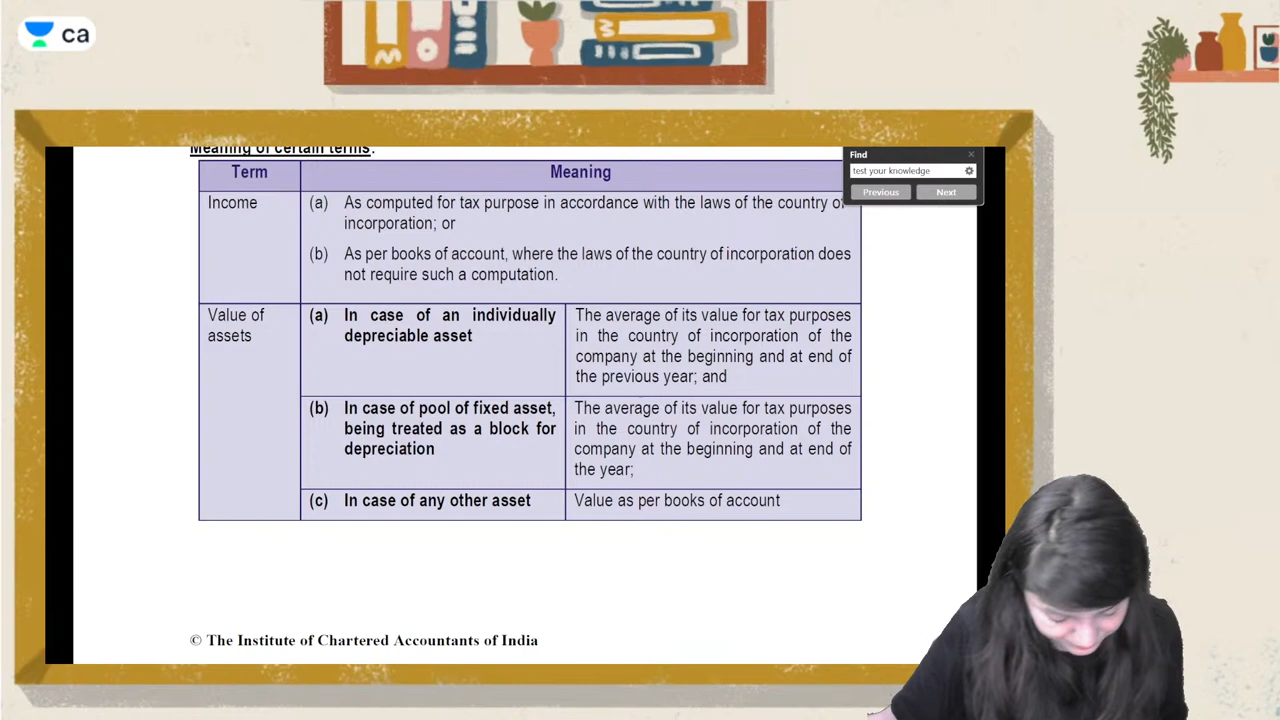 ca
Meaning of certain terms:
Find
test your knowledge
Previous Next
Term Meaning
Income (a) As computed for tax purpose in accordance with the laws of the country of
incorporation; or
(b) As per books of account, where the laws of the country of incorporation does
not require such a computation.
Value of
assets
(a) In case of an individually
depreciable asset
The average of its value for tax purposes
in the country of incorporation of the
company at the beginning and at end of
the previous year; and
(b) In case of pool of fixed asset,
being treated as a block for
depreciation
The average of its value for tax purposes
in the country of incorporation of the
company at the beginning and at end of
the year;
(c) In case of any other asset
Value as per books of account
© The Institute of Chartered Accountants of India